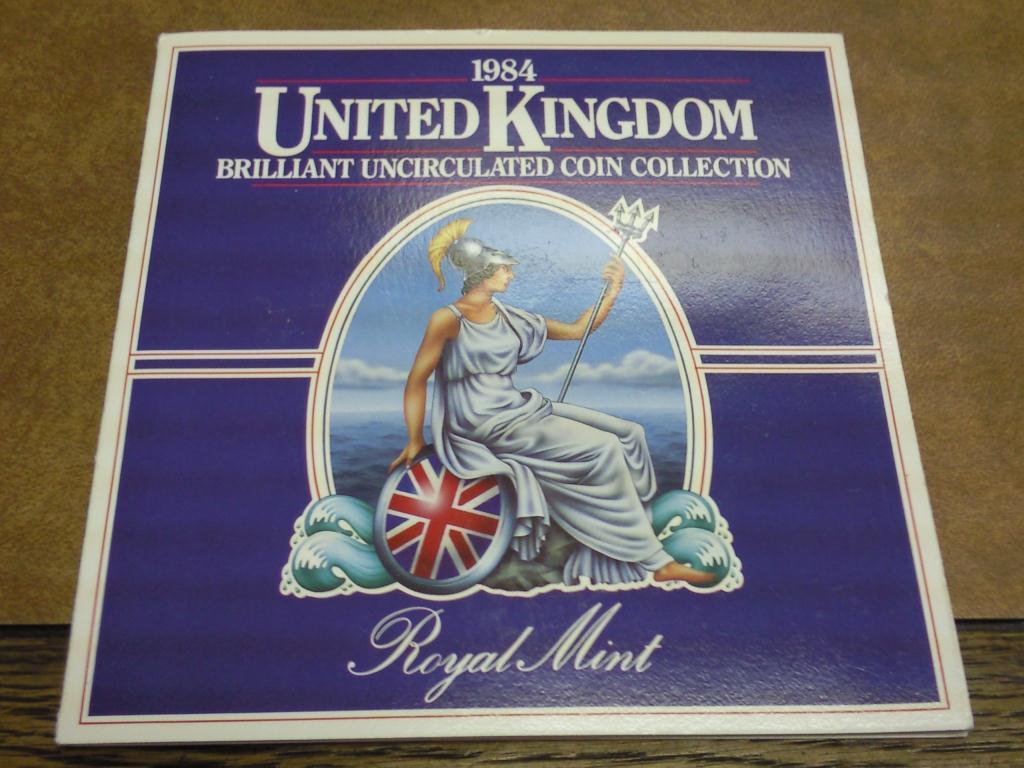 1984
UNITED KINGDOM
BRILLIANT UNCIRCULATED COIN COLLECTION
Royal Mint